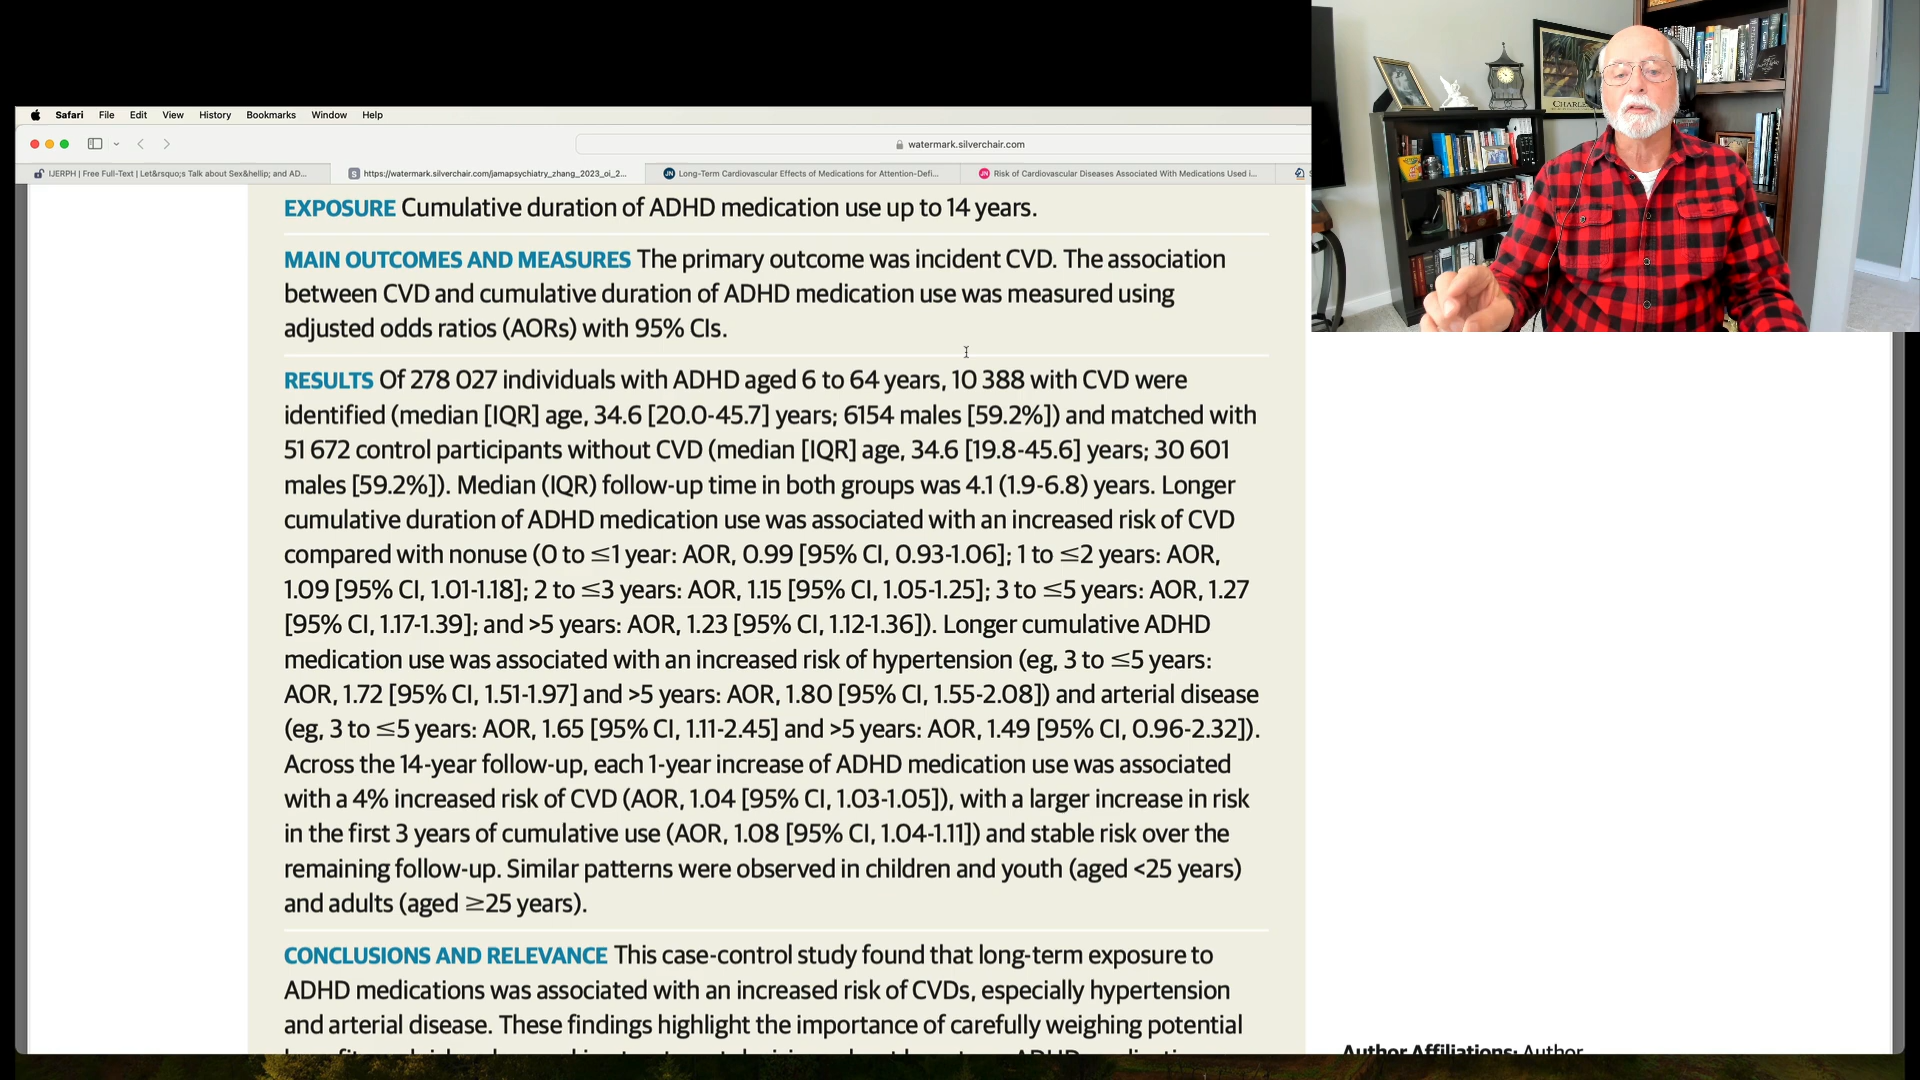 Safari File Edit View History Bookmarks Window Help
watermark.silverchair.com
IJERPH | Free Full-Text | Let&rsquo;s Talk about Sex&hellip; and AD...
https://watermark.silverchair.com/jamapsychiatry_zhang_2023_oi_2...
Long-Term Cardiovascular Effects of Medications for Attention-Defi...
Risk of Cardiovascular Diseases Associated With Medications Used i...
EXPOSURE Cumulative duration of ADHD medication use up to 14 years.
MAIN OUTCOMES AND MEASURES The primary outcome was incident CVD. The association
between CVD and cumulative duration of ADHD medication use was measured using
adjusted odds ratios (AORs) with 95% CIs.
RESULTS Of 278 027 individuals with ADHD aged 6 to 64 years, 10 388 with CVD were
identified (median [IQR] age, 34.6 [20.0-45.7] years; 6154 males [59.2%]) and matched with
51 672 control participants without CVD (median [IQR] age, 34.6 [19.8-45.6] years; 30 601
males [59.2%]). Median (IQR) follow-up time in both groups was 4.1 (1.9-6.8) years. Longer
cumulative duration of ADHD medication use was associated with an increased risk of CVD
compared with nonuse (0 to ≤1 year: AOR, 0.99 [95% CI, 0.93-1.06]; 1 to ≤2 years: AOR,
1.09 [95% CI, 1.01-1.18]; 2 to ≤3 years: AOR, 1.15 [95% CI, 1.05-1.25]; 3 to ≤5 years: AOR, 1.27
[95% CI, 1.17-1.39]; and >5 years: AOR, 1.23 [95% CI, 1.12-1.36]). Longer cumulative ADHD
medication use was associated with an increased risk of hypertension (eg, 3 to ≤5 years:
AOR, 1.72 [95% CI, 1.51-1.97] and >5 years: AOR, 1.80 [95% CI, 1.55-2.08]) and arterial disease
(eg, 3 to ≤5 years: AOR, 1.65 [95% CI, 1.11-2.45] and >5 years: AOR, 1.49 [95% CI, 0.96-2.32]).
Across the 14-year follow-up, each 1-year increase of ADHD medication use was associated
with a 4% increased risk of CVD (AOR, 1.04 [95% CI, 1.03-1.05]), with a larger increase in risk
in the first 3 years of cumulative use (AOR, 1.08 [95% CI, 1.04-1.11]) and stable risk over the
remaining follow-up. Similar patterns were observed in children and youth (aged <25 years)
and adults (aged ≥25 years).
CONCLUSIONS AND RELEVANCE This case-control study found that long-term exposure to
ADHD medications was associated with an increased risk of CVDs, especially hypertension
and arterial disease. These findings highlight the importance of carefully weighing potential
Author Affiliations: Author